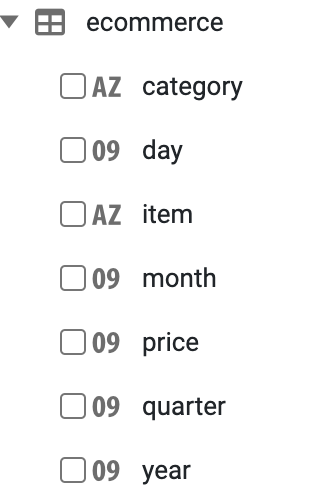 ecommerce
AZ category
09 day
AZ item
09 month
09 price
09 quarter
09 year